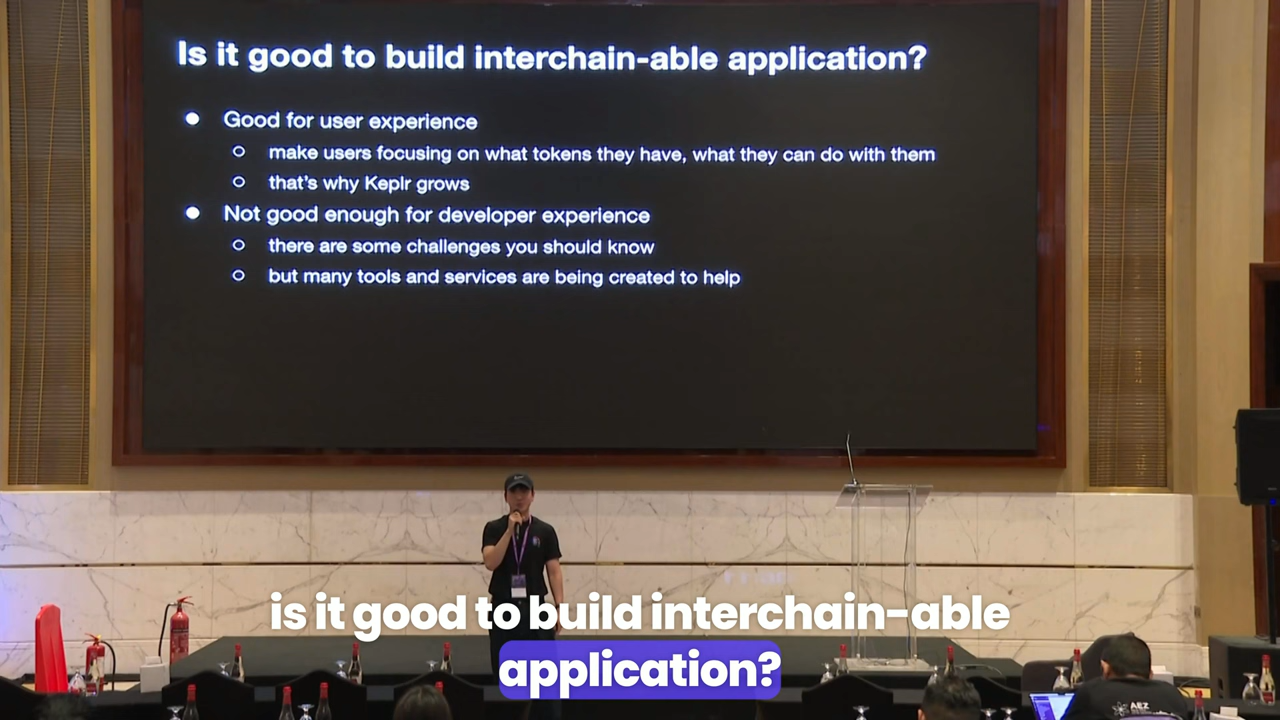 Is it good to build interchain-able application?
Good for user experience
make users focusing on what tokens they have, what they can do with them
that's why Keplr grows
Not good enough for developer experience
there are some challenges you should know
but many tools and services are being created to help
is it good to build interchain-able
application?
AEZ